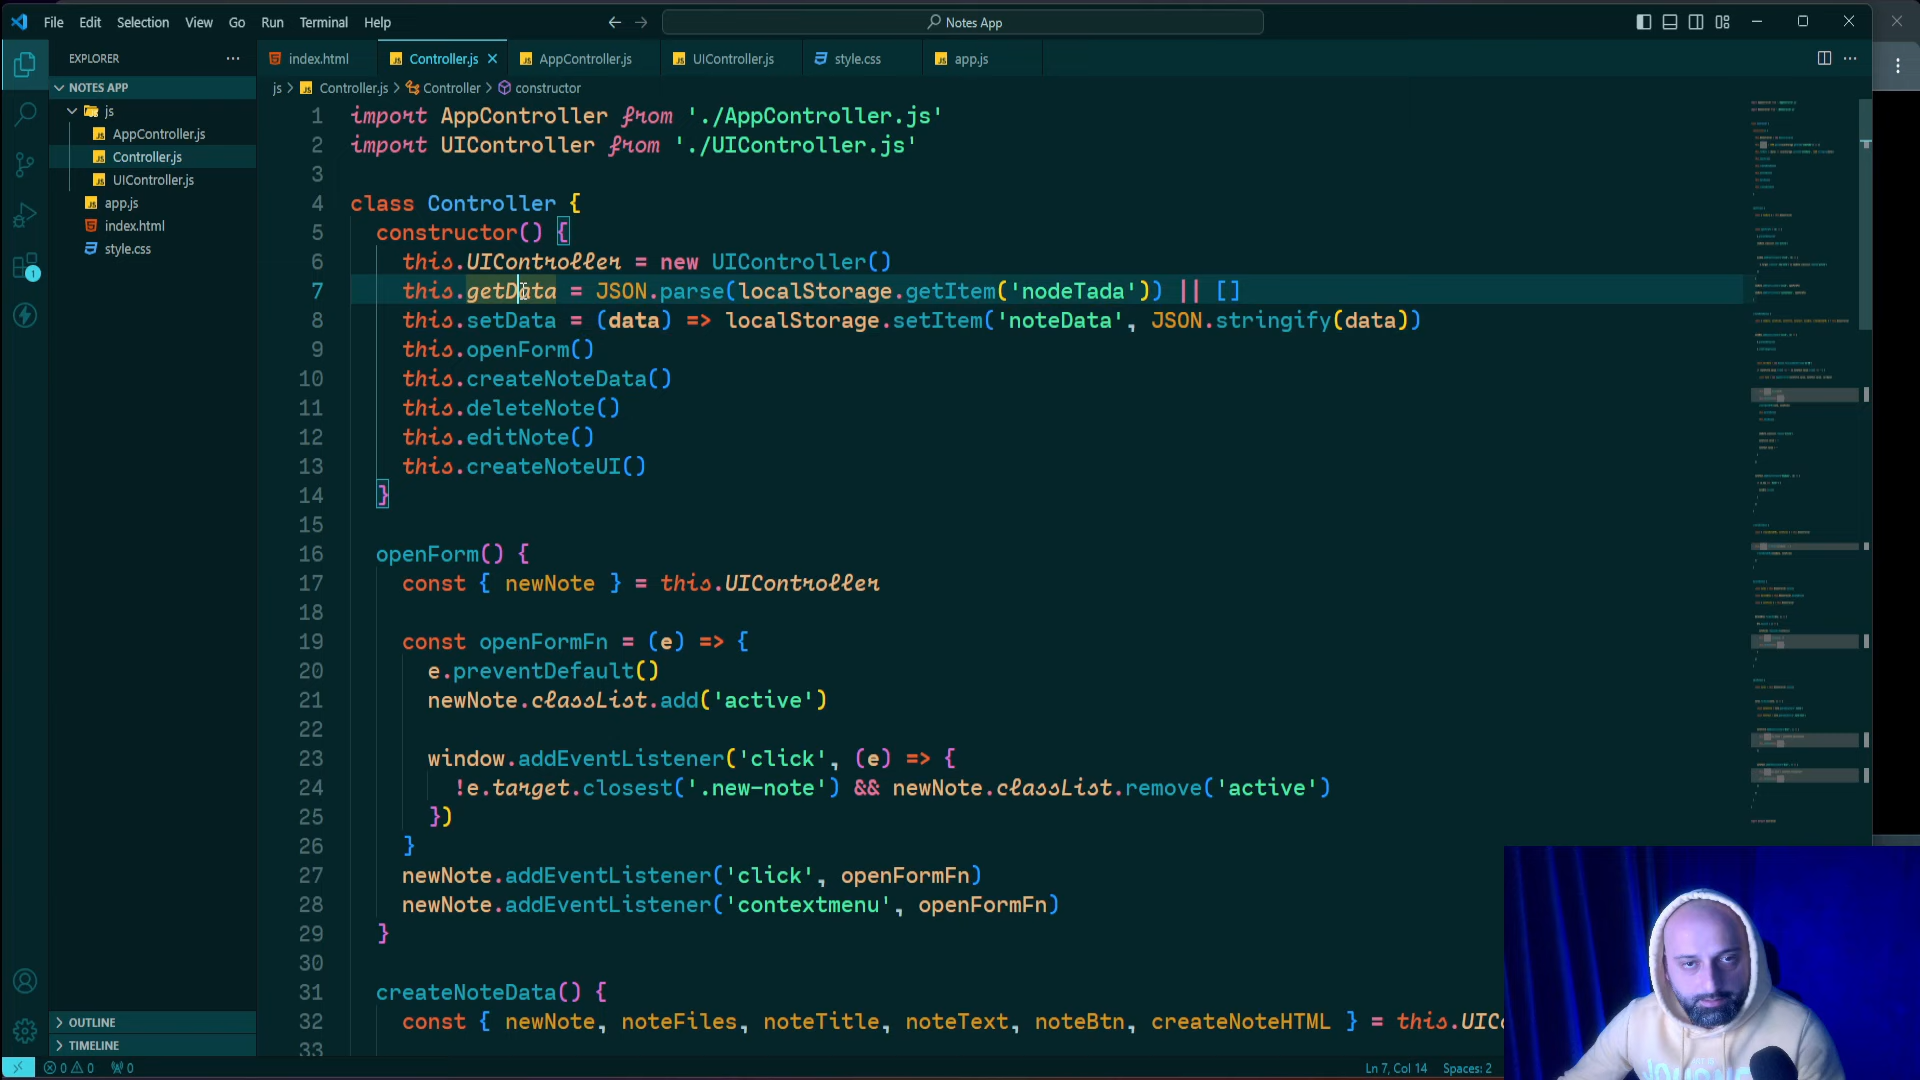 File Edit Selection View Go Run Terminal Help
Notes App
EXPLORER
index.html Controller.js AppController.js UIController.js style.css app.js
NOTES APP
js
AppController.js
Controller.js
UIController.js
app.js
index.html
style.css
js > Controller.js > Controller > constructor
1 import AppController from './AppController.js'
2 import UIController from './UIController.js'
3
4 class Controller {
5 constructor() {
6 this.UIController = new UIController()
7 this.getData = JSON.parse(localStorage.getItem('nodeTada')) || []
8 this.setData = (data) => localStorage.setItem('noteData', JSON.stringify(data))
9 this.openForm()
10 this.createNoteData()
11 this.deleteNote()
12 this.editNote()
13 this.createNoteUI()
14 }
15
16 openForm() {
17 const { newNote } = this.UIController
18
19 const openFormFn = (e) => {
20 e.preventDefault()
21 newNote.classList.add('active')
22
23 window.addEventListener('click', (e) => {
24 !e.target.closest('.new-note') && newNote.classList.remove('active')
25 })
26 }
27 newNote.addEventListener('click', openFormFn)
28 newNote.addEventListener('contextmenu', openFormFn)
29 }
30
31 createNoteData() {
32 const { newNote, noteFiles, noteTitle, noteText, noteBtn, createNoteHTML } = this.UIC
33
1
OUTLINE
TIMELINE
0 0 0
Ln 7, Col 14 Spaces: 2